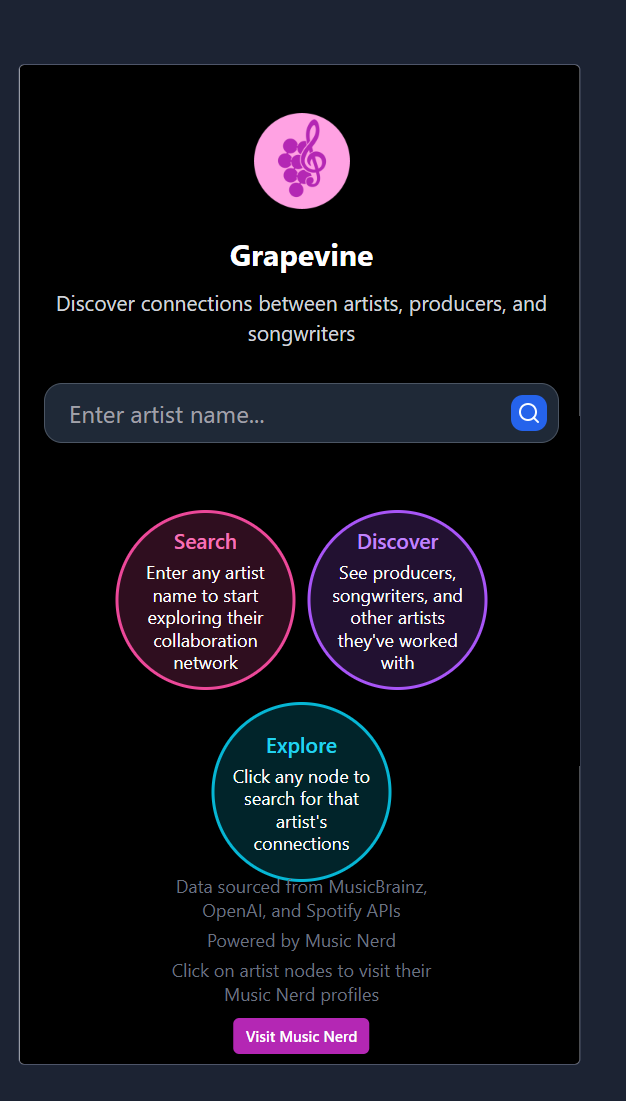 Grapevine
Discover connections between artists, producers, and
songwriters
Enter artist name...
Search
Enter any artist
name to start
exploring their
collaboration
network
Discover
See producers,
songwriters, and
other artists
they've worked
with
Explore
Click any node to
search for that
artist's
connections
Data sourced from MusicBrainz,
OpenAI, and Spotify APIs
Powered by Music Nerd
Click on artist nodes to visit their
Music Nerd profiles
Visit Music Nerd